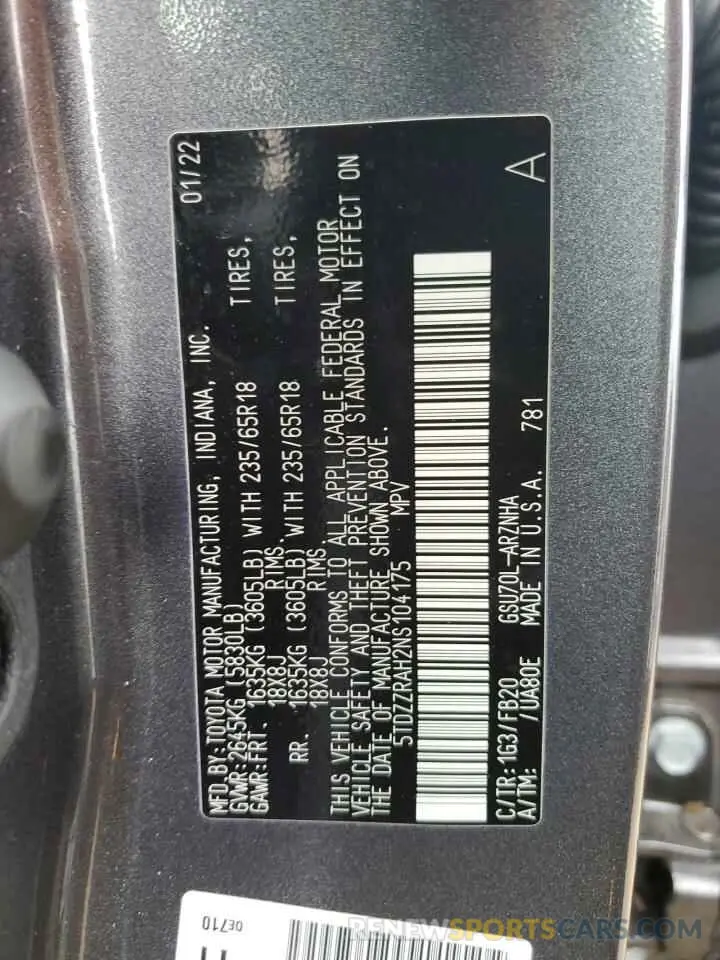 MFD.BY:TOYOTA MOTOR MANUFACTURING, INDIANA, INC. 01/22
GVWR:2645KG (5830LB)
GAWR:FRT. 1635KG (3605LB) WITH 235/65R18 TIRES,
18X8J RIMS,
RR. 1635KG (3605LB) WITH 235/65R18 TIRES,
18X8J RIMS.
THIS VEHICLE CONFORMS TO ALL APPLICABLE FEDERAL MOTOR
VEHICLE SAFETY AND THEFT PREVENTION STANDARDS IN EFFECT ON
THE DATE OF MANUFACTURE SHOWN ABOVE.
5TDZZRAH2NS104175 MPV
A
C/TR:1G3/FB20 GSU70L-ARZNHA
A/TM: /UA80E MADE IN U.S.A. 781
0E710
RENEWSPORTSCARS.COM